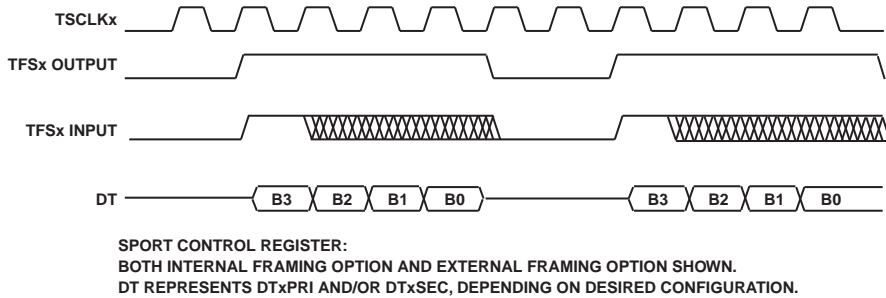 TSCLKx
TFSx OUTPUT
TFSx INPUT
DT B3 B2 B1 B0 B3 B2 B1 B0
SPORT CONTROL REGISTER:
BOTH INTERNAL FRAMING OPTION AND EXTERNAL FRAMING OPTION SHOWN.
DT REPRESENTS DTxPRI AND/OR DTxSEC, DEPENDING ON DESIRED CONFIGURATION.